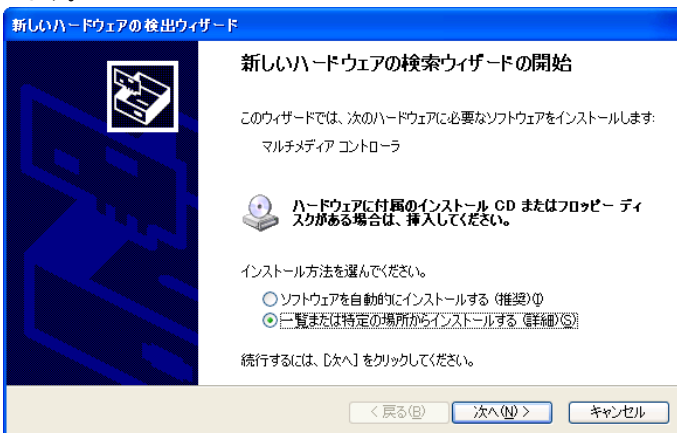 新しいハードウェアの検出ウィザード
新しいハードウェアの検索ウィザードの開始
このウィザードでは、次のハードウェアに必要なソフトウェアをインストールします:
マルチメディア コントローラ
ハードウェアに付属のインストール CD またはフロッピー ディ
スクがある場合は、挿入してください。
インストール方法を選んでください。
ソフトウェアを自動的にインストールする (推奨)(I)
一覧または特定の場所からインストールする (詳細)(S)
続行するには、[次へ] をクリックしてください。
< 戻る(B) 次へ(N) > キャンセル